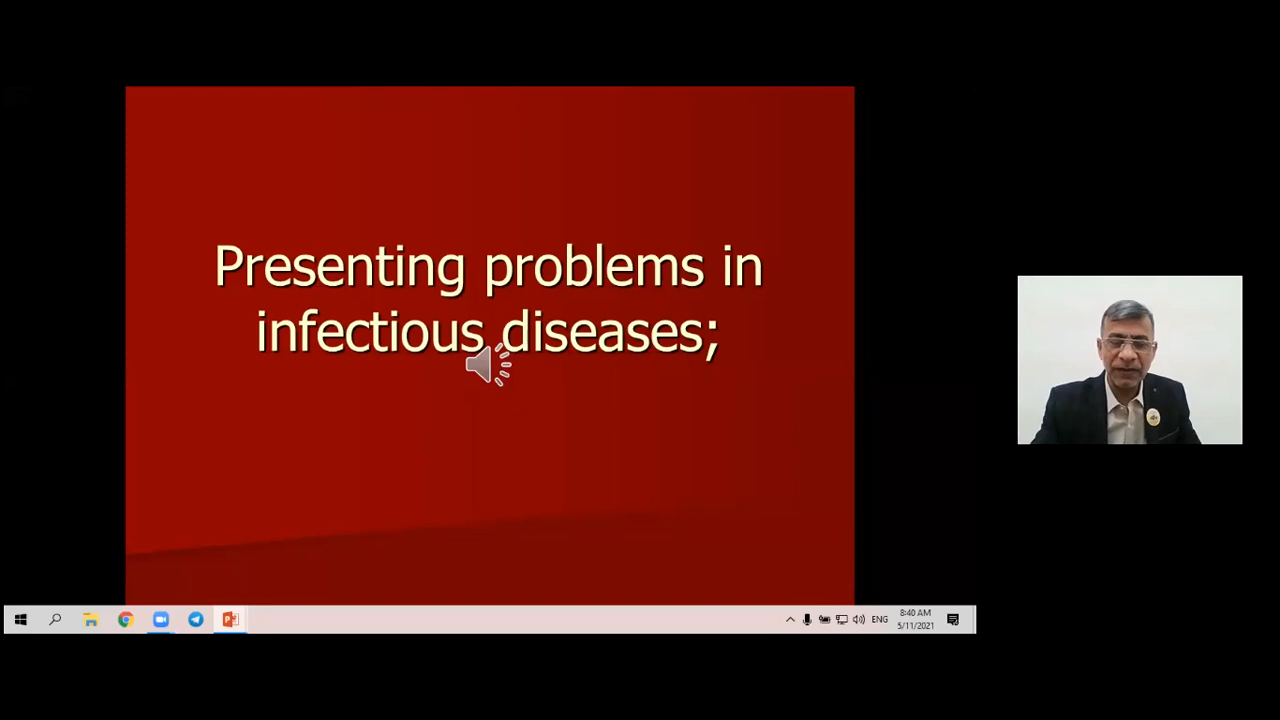 Presenting problems in
infectious diseases;
ENG
8:40 AM
5/11/2021